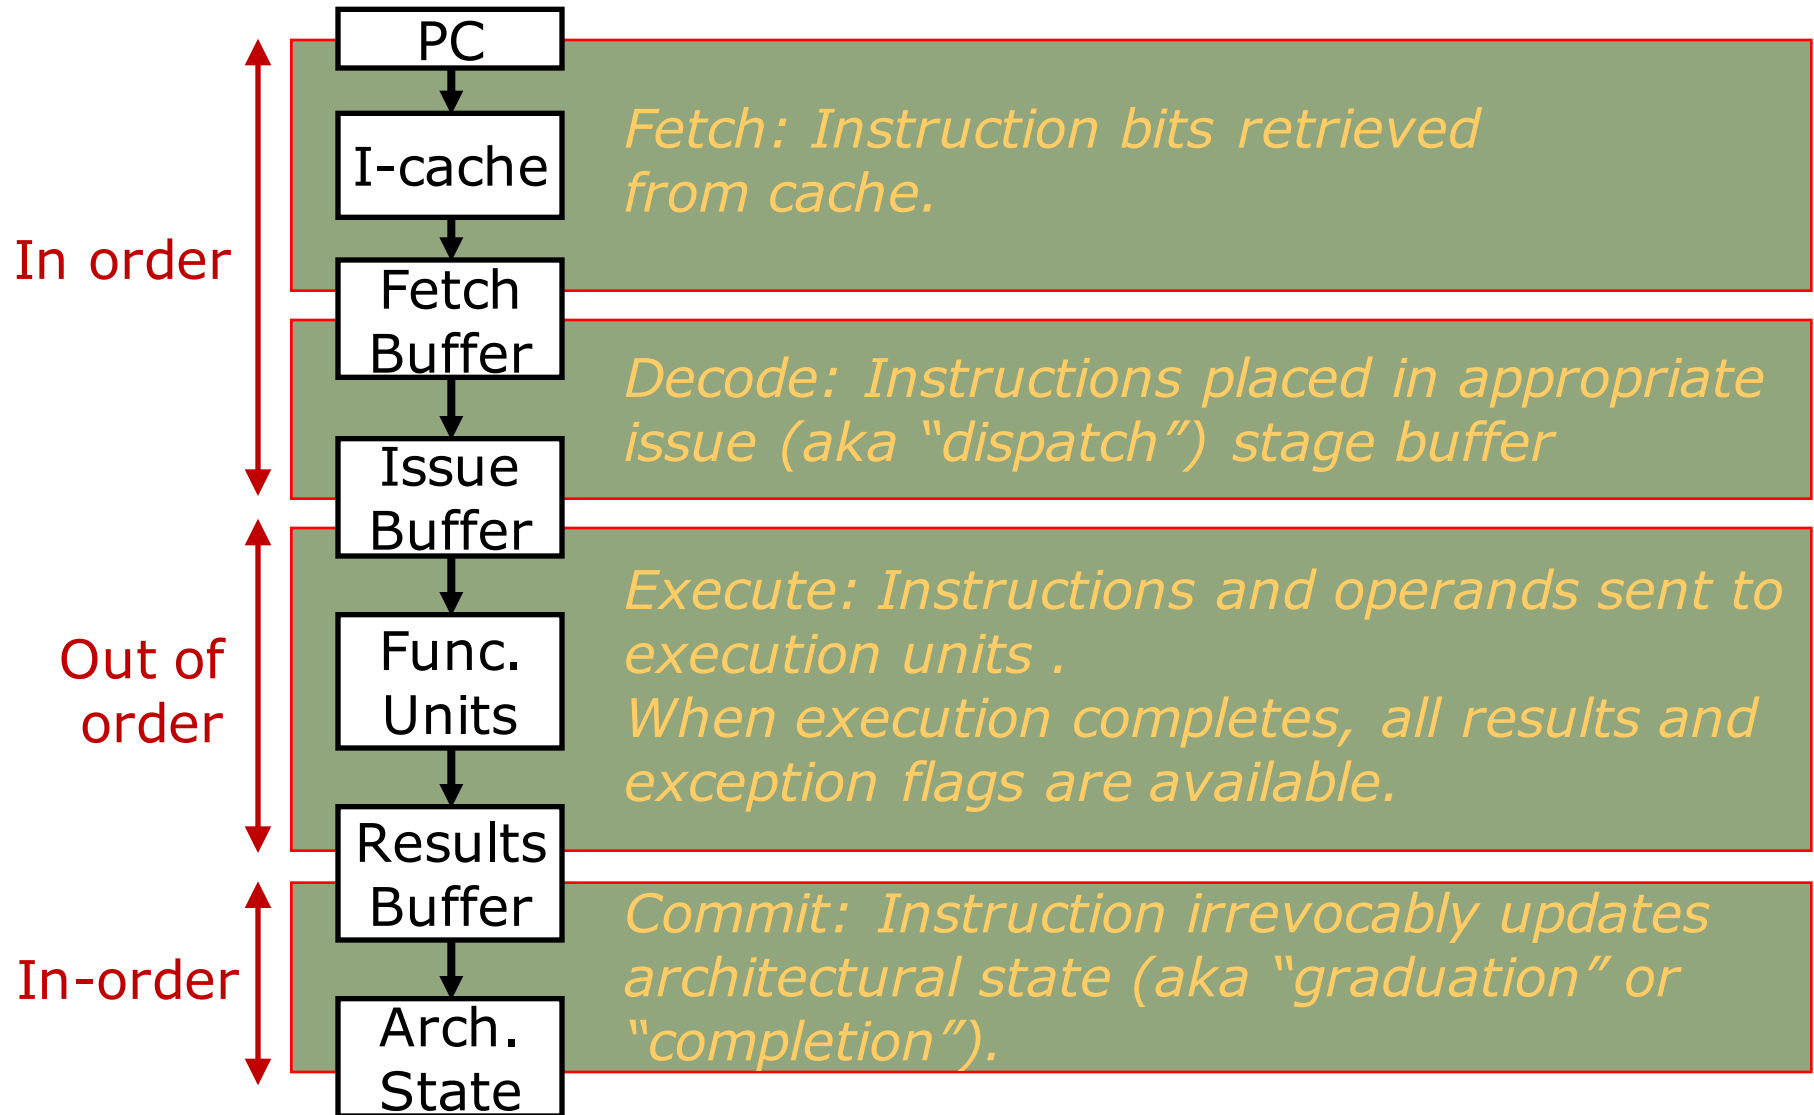 PC
I-cache
Fetch: Instruction bits retrieved
from cache.
In order
Fetch
Buffer
Decode: Instructions placed in appropriate
issue (aka “dispatch”) stage buffer
Issue
Buffer
Execute: Instructions and operands sent to
execution units .
When execution completes, all results and
exception flags are available.
Out of
order
Func.
Units
Results
Buffer
Commit: Instruction irrevocably updates
architectural state (aka “graduation” or
“completion”).
In-order
Arch.
State